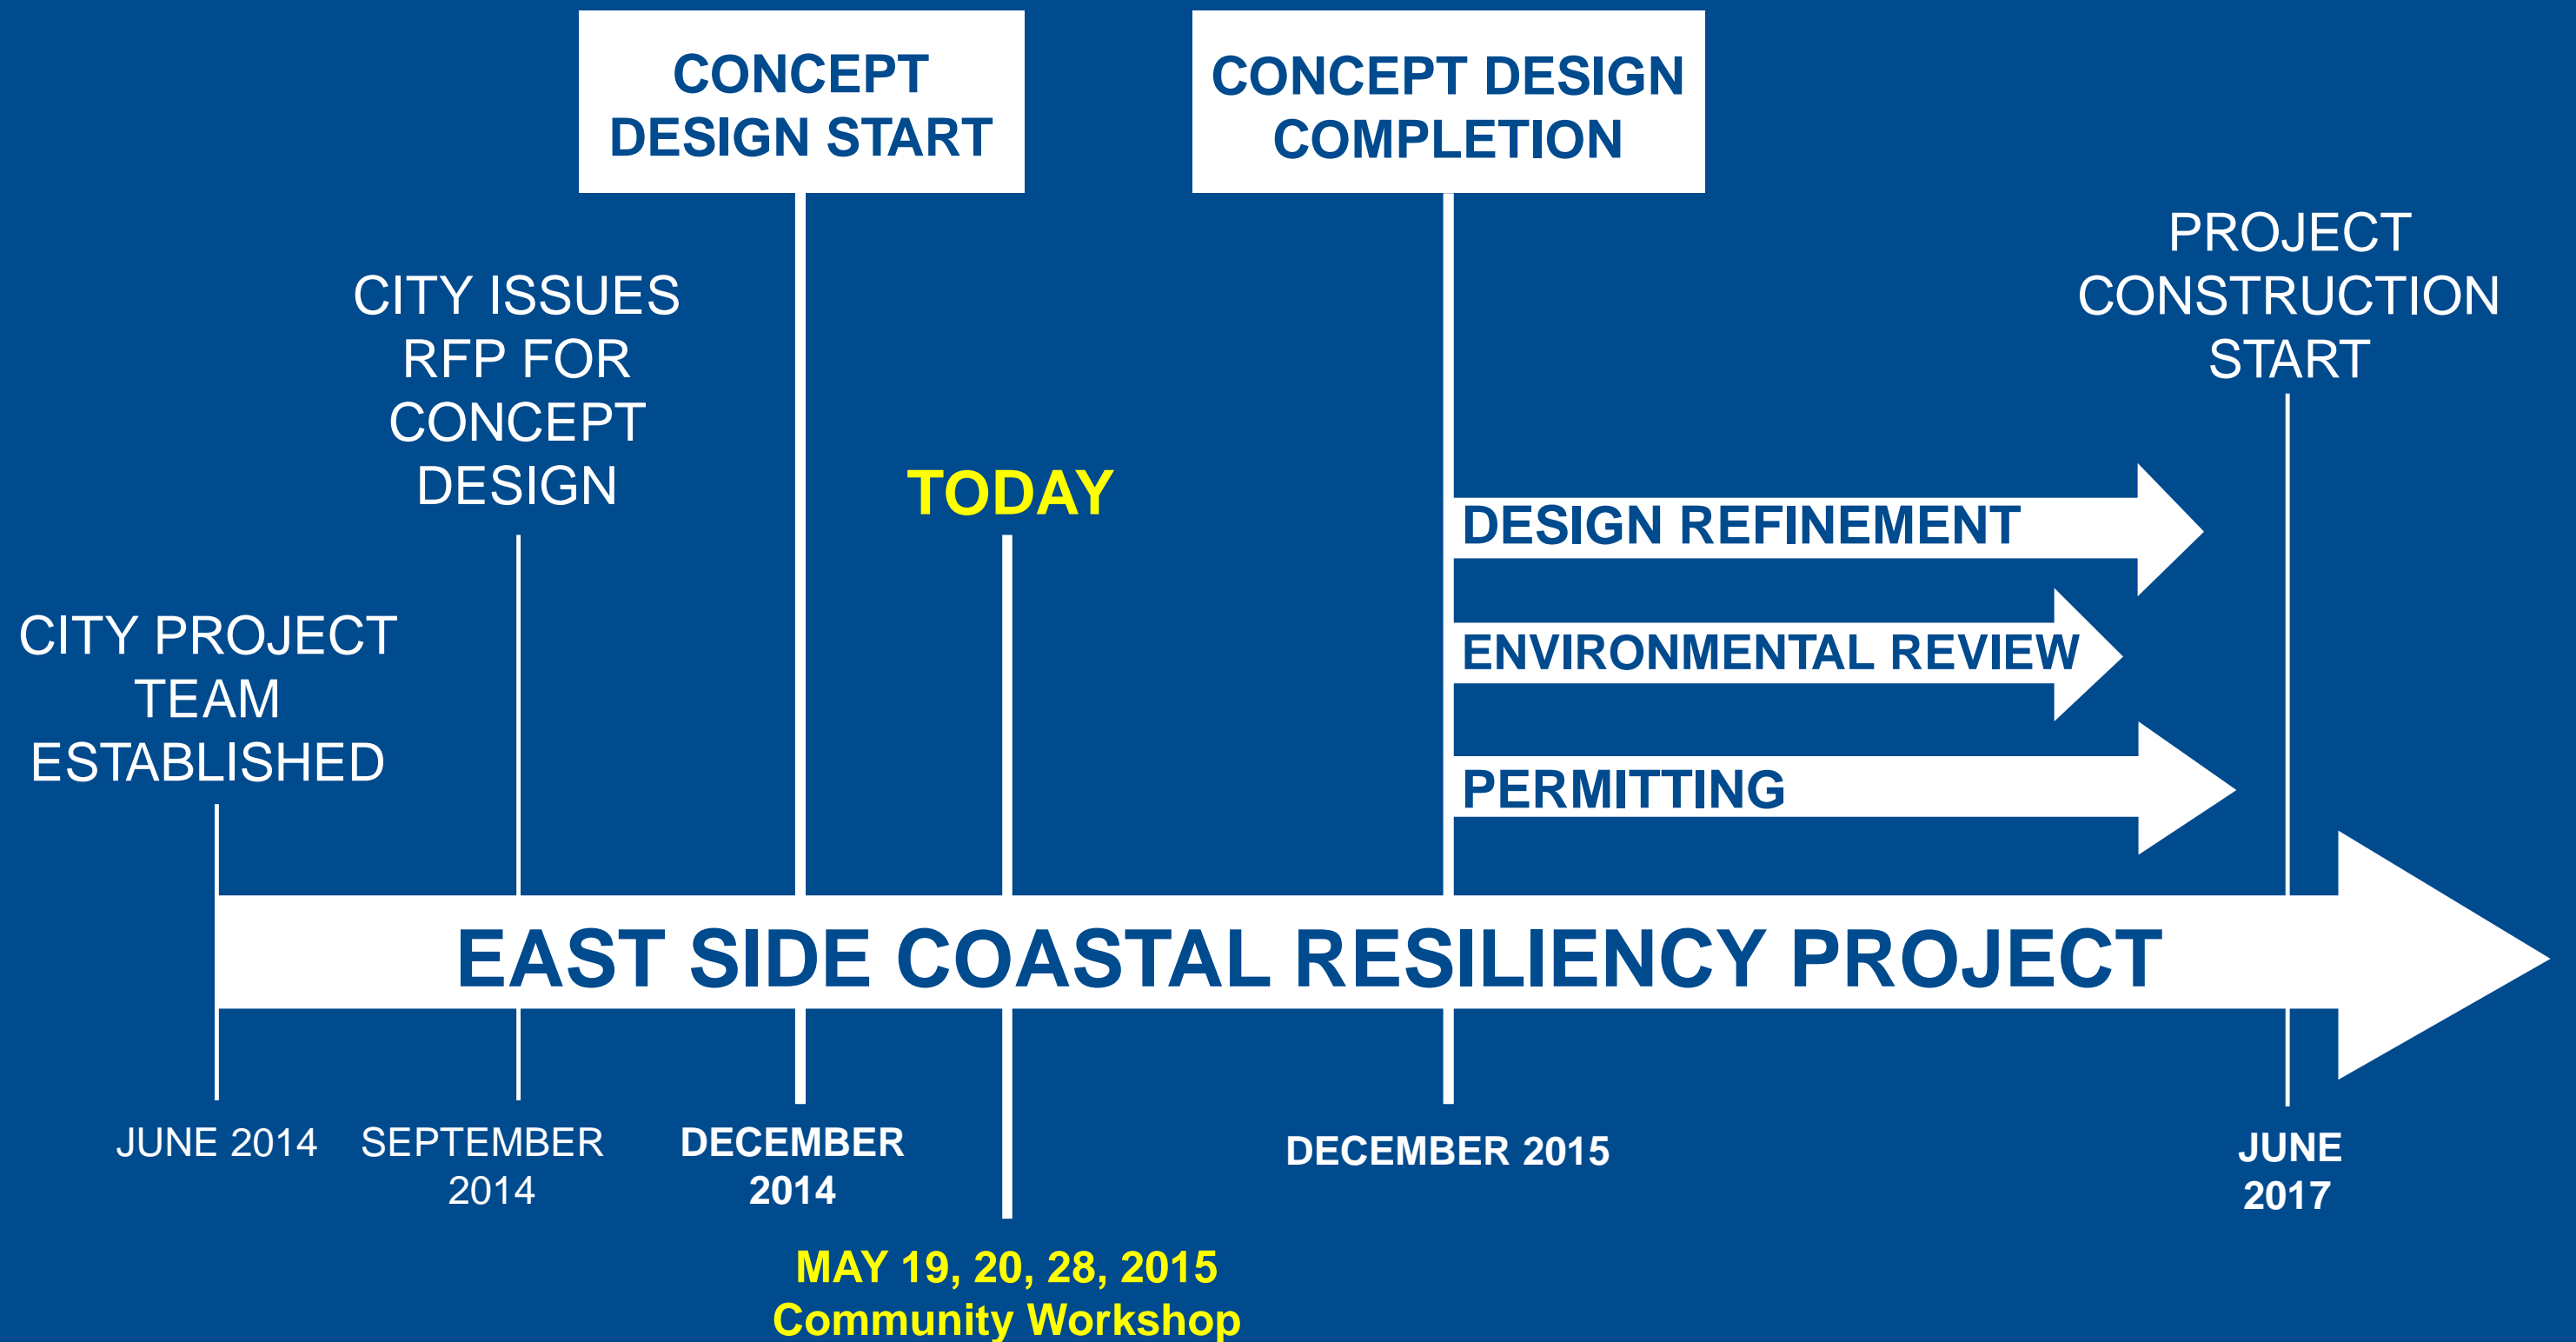 CONCEPT
DESIGN START
CONCEPT DESIGN
COMPLETION
PROJECT
CONSTRUCTION
START
CITY ISSUES
RFP FOR
CONCEPT
DESIGN
TODAY
DESIGN REFINEMENT
CITY PROJECT
TEAM
ESTABLISHED
ENVIRONMENTAL REVIEW
PERMITTING
EAST SIDE COASTAL RESILIENCY PROJECT
JUNE 2014
SEPTEMBER
2014
DECEMBER
2014
DECEMBER 2015
JUNE
2017
MAY 19, 20, 28, 2015
Community Workshop